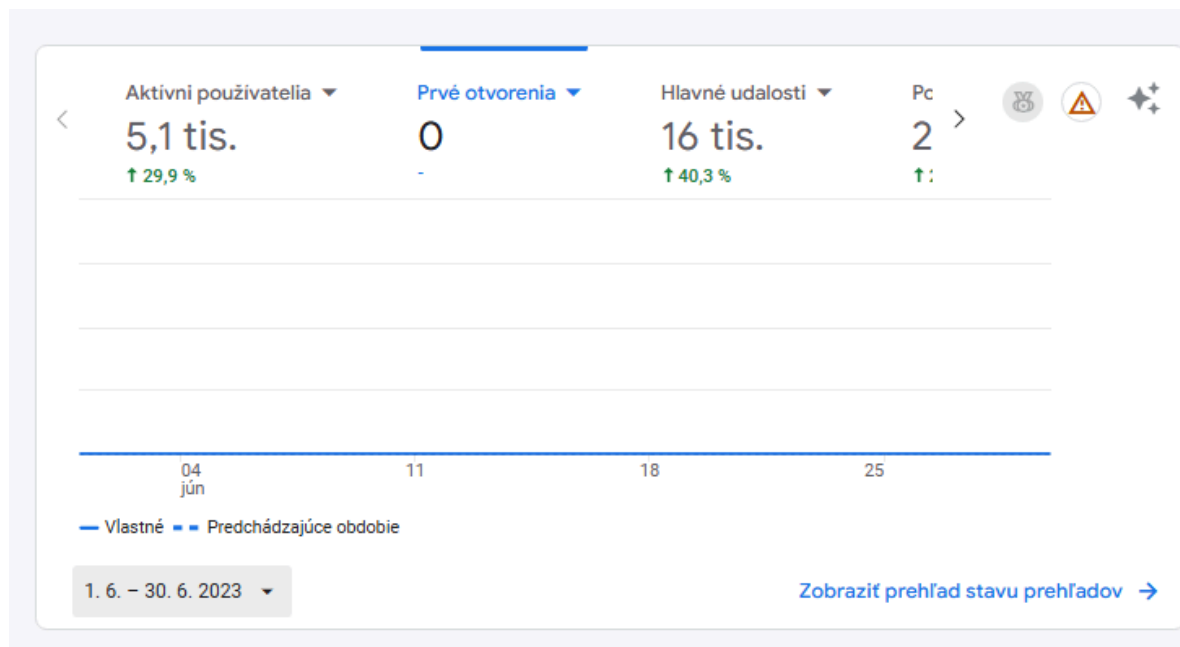 Aktívni používatelia
5,1 tis.
↑ 29,9 %
Prvé otvorenia
0
-
Hlavné udalosti
16 tis.
↑ 40,3 %
2
04
jún
11
18
25
Vlastné
Predchádzajúce obdobie
1. 6. – 30. 6. 2023
Zobraziť prehľad stavu prehľadov →